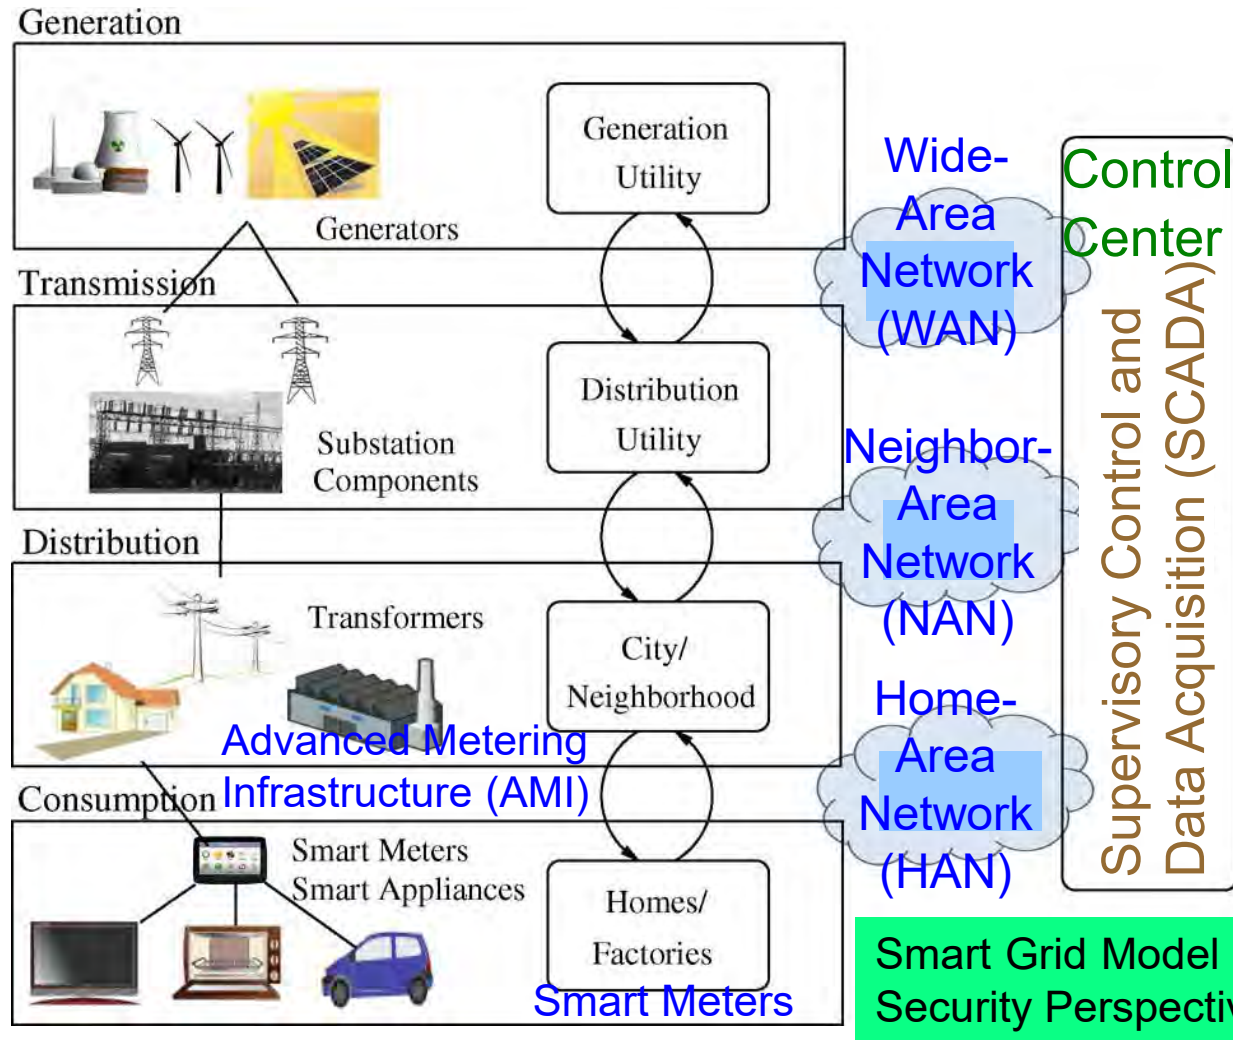 Generation
Generation
Utility
Generators
Transmission
Distribution
Utility
Substation
Components
Distribution
Transformers
City/
Neighborhood
Advanced Metering
Infrastructure (AMI)
Consumption
Smart Meters
Smart Appliances
Homes/
Factories
Smart Meters
Wide-
Area
Network
(WAN)
Neighbor-
Area
Network
(NAN)
Home-
Area
Network
(HAN)
Control
Center
Supervisory Control and
Data Acquisition (SCADA)
Smart Grid Model
Security